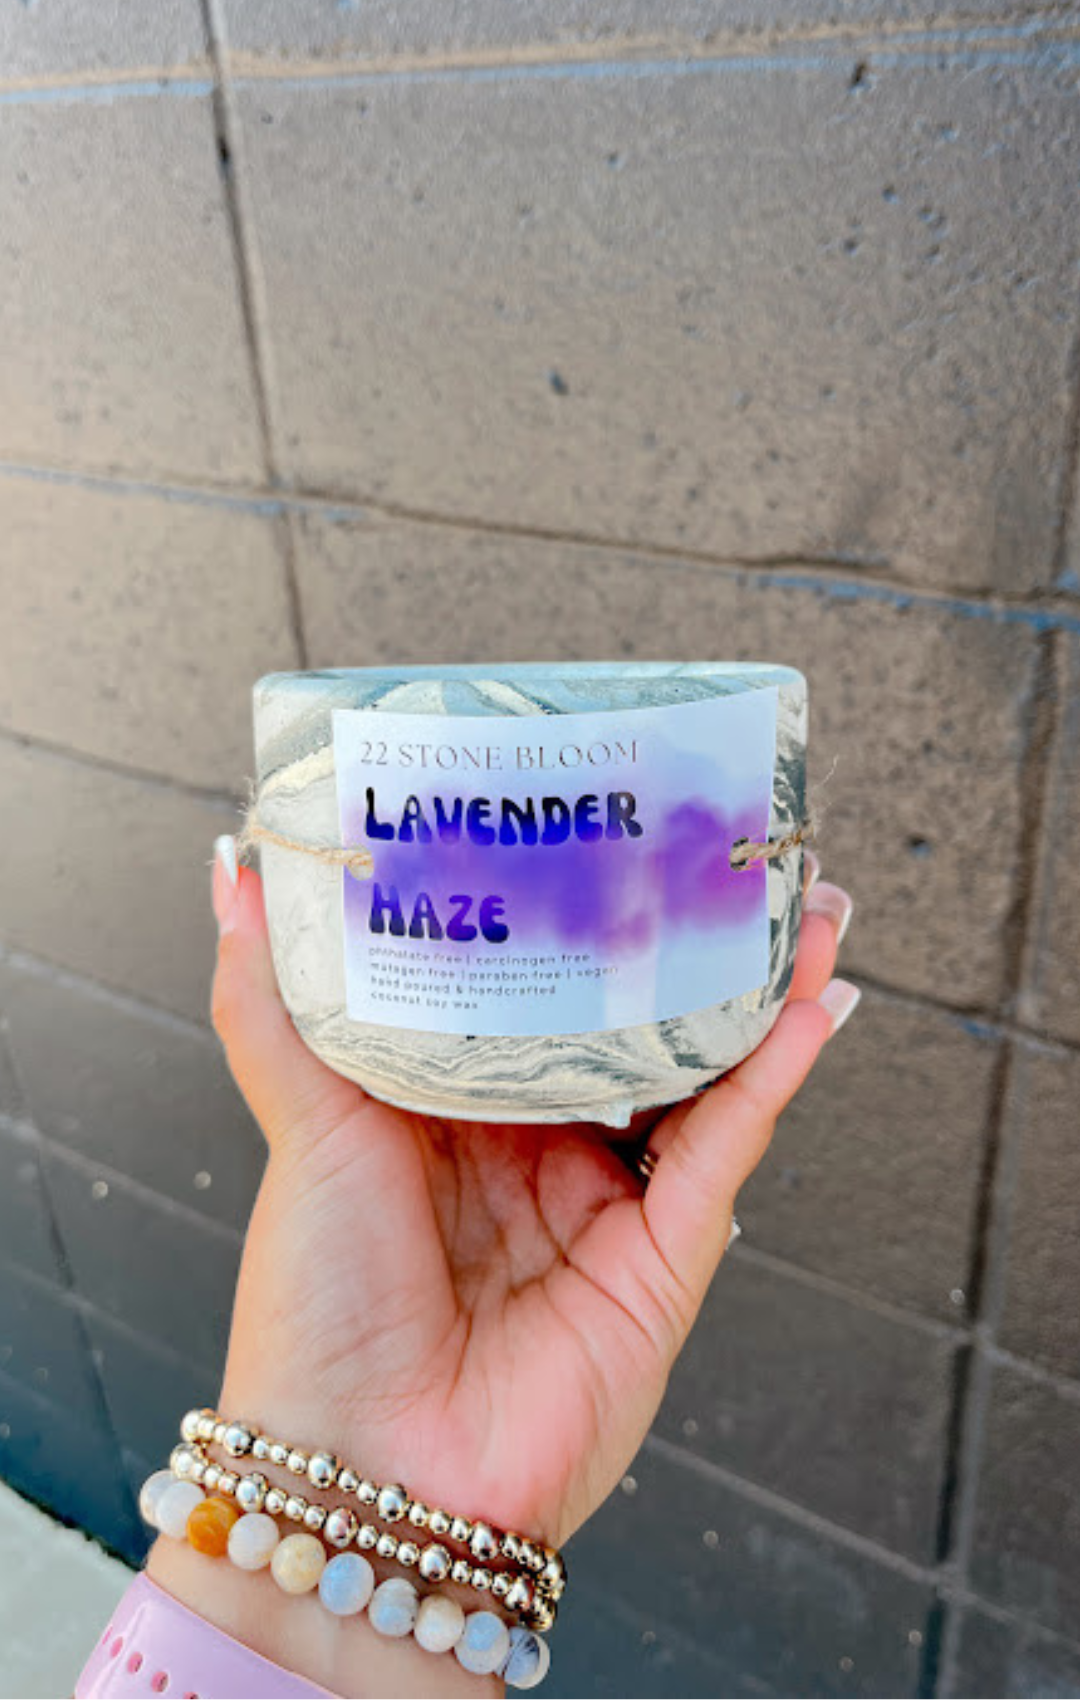 22 STONE BLOOM
LAVENDER
HAZE
phthalate free | carcinogen free
mutagen free | paraben free | vegan
hand poured & handcrafted
coconut soy wax